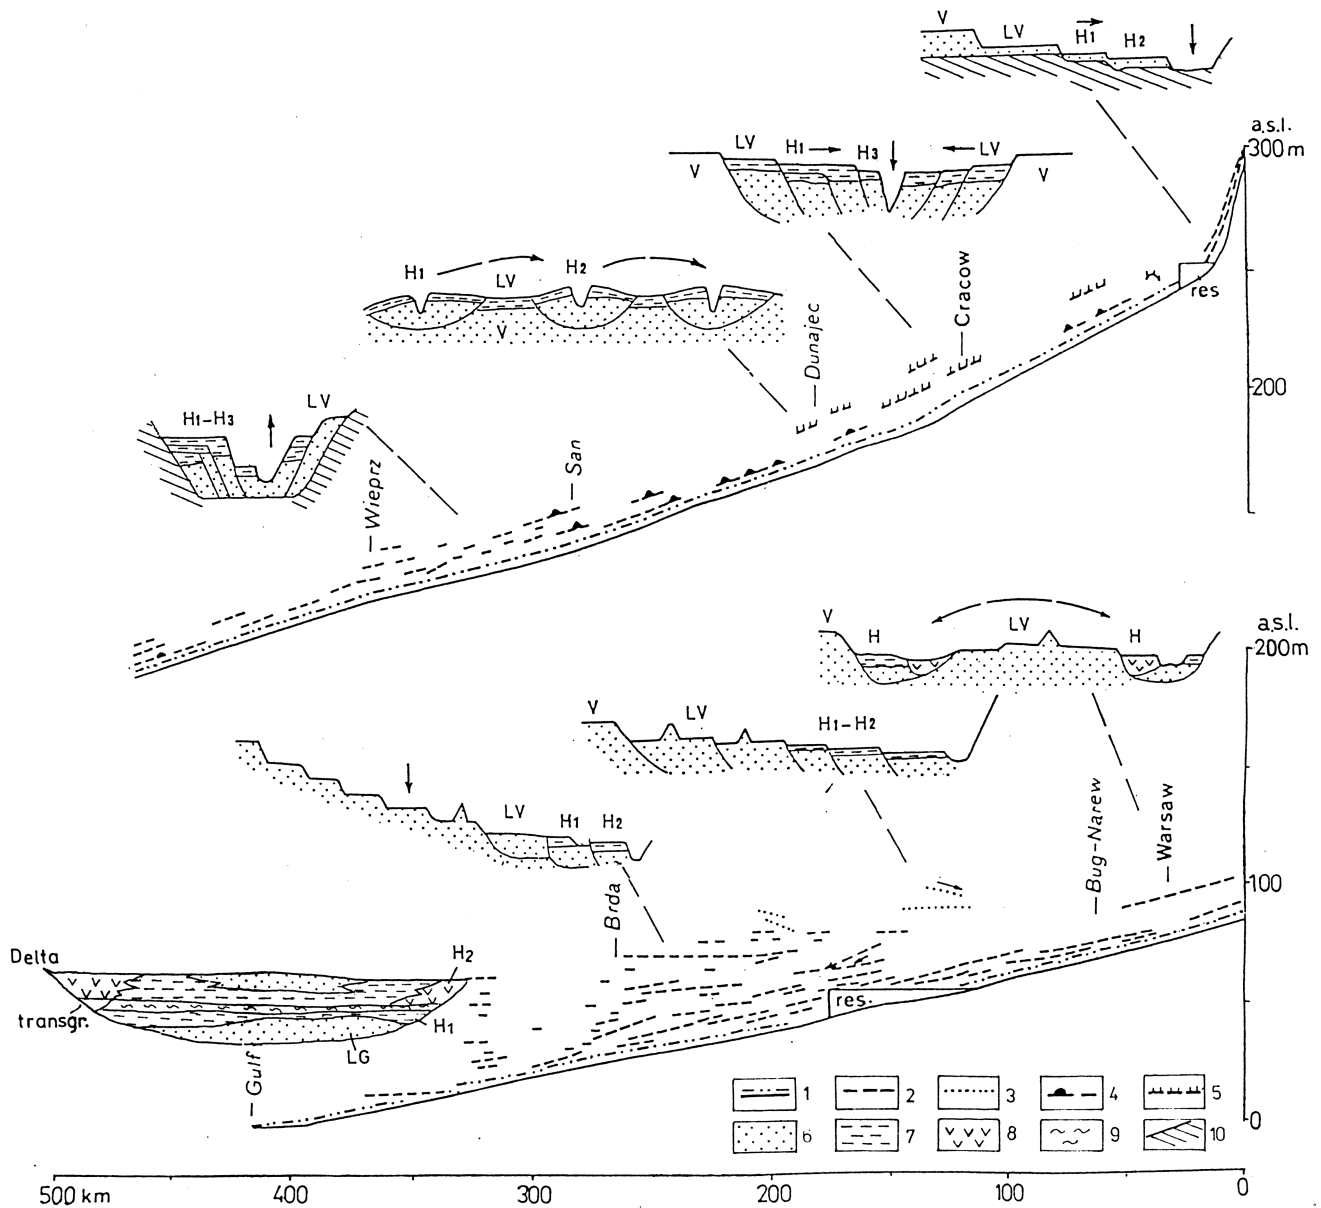 V
LV
H1
H2
a.s.l.
300m
LV
H1
H3
LV
V
V
H1
LV
H2
V
res
Cracow
Dunajec
200
H1-H3
LV
San
Wieprz
V
H
LV
H
a.s.l.
200m
V
LV
H1-H2
LV
H1
H2
Warsaw
Bug-Narew
100
Brda
Delta
H2
transgr.
H1
LG
res.
Gulf
1
2
3
4
5
6
7
8
9
10
0
500 km
400
300
200
100
0